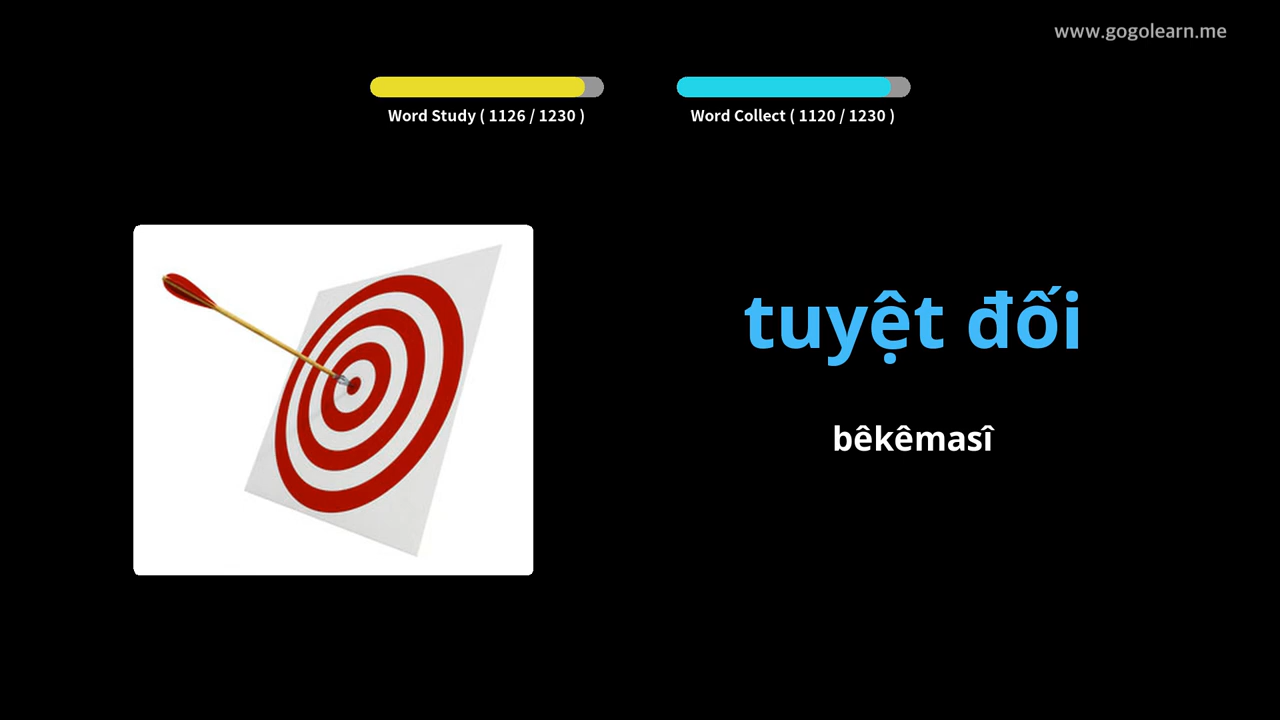 www.gogolearn.me
Word Study ( 1126 / 1230 )
Word Collect ( 1120 / 1230 )
tuyệt đối
bêkêmasî